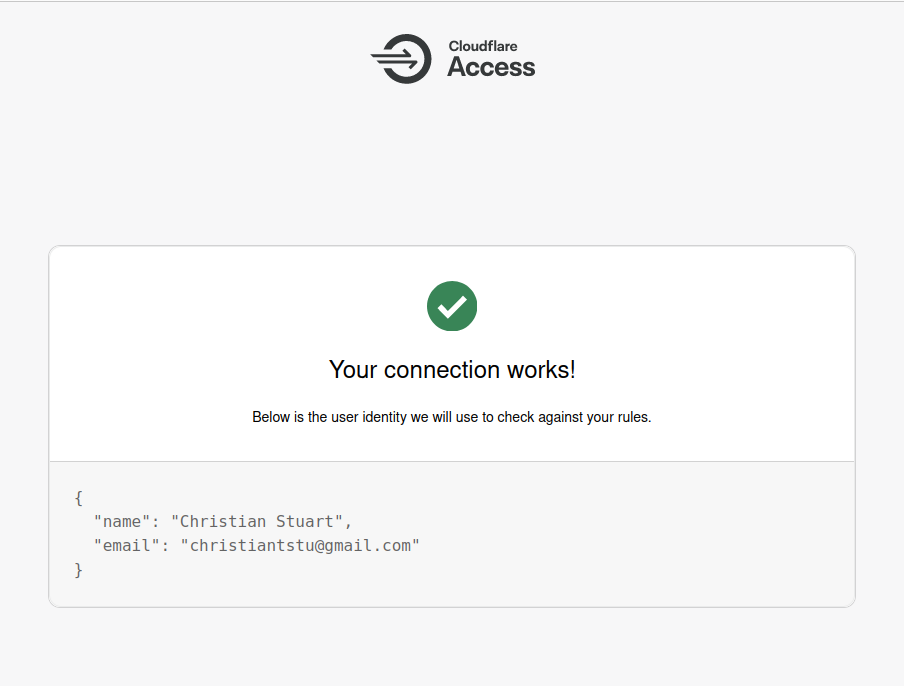 Cloudflare
Access
Your connection works!
Below is the user identity we will use to check against your rules.
{
  "name": "Christian Stuart",
  "email": "christiantstu@gmail.com"
}